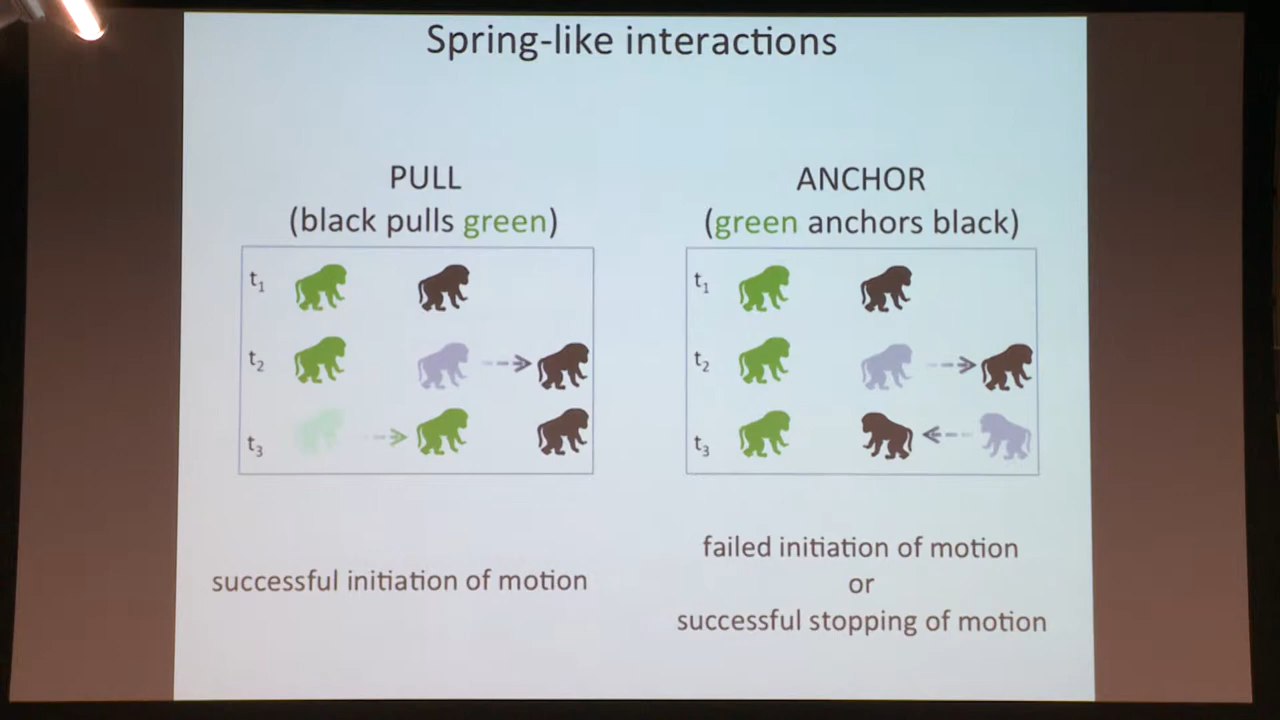 Spring-like interactions
PULL
(black pulls green)
t1
t2
t3
successful initiation of motion
ANCHOR
(green anchors black)
t1
t2
t3
failed initiation of motion
or
successful stopping of motion